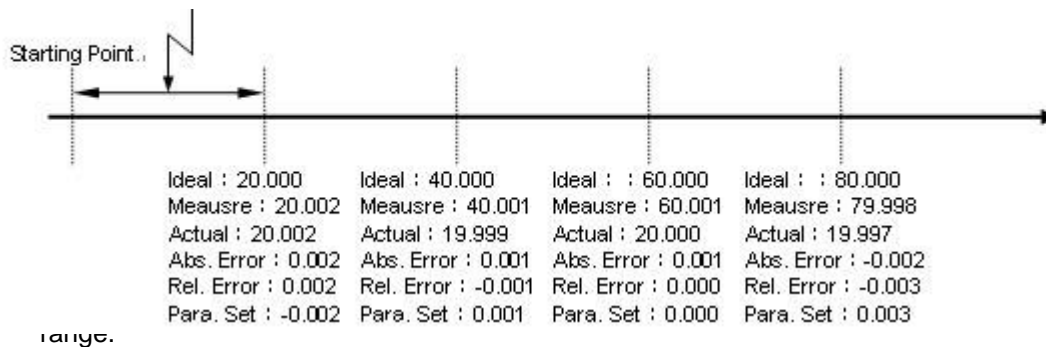 Starting Point.
Ideal : 20.000 Ideal : 40.000 Ideal : : 60.000 Ideal : : 80.000
Meausre : 20.002 Meausre : 40.001 Meausre : 60.001 Meausre : 79.998
Actual : 20.002 Actual : 19.999 Actual : 20.000 Actual : 19.997
Abs. Error : 0.002 Abs. Error : 0.001 Abs. Error : 0.001 Abs. Error : -0.002
Rel. Error : 0.002 Rel. Error : -0.001 Rel. Error : 0.000 Rel. Error : -0.003
Para. Set : -0.002 Para. Set : 0.001 Para. Set : 0.000 Para. Set : 0.003
range.